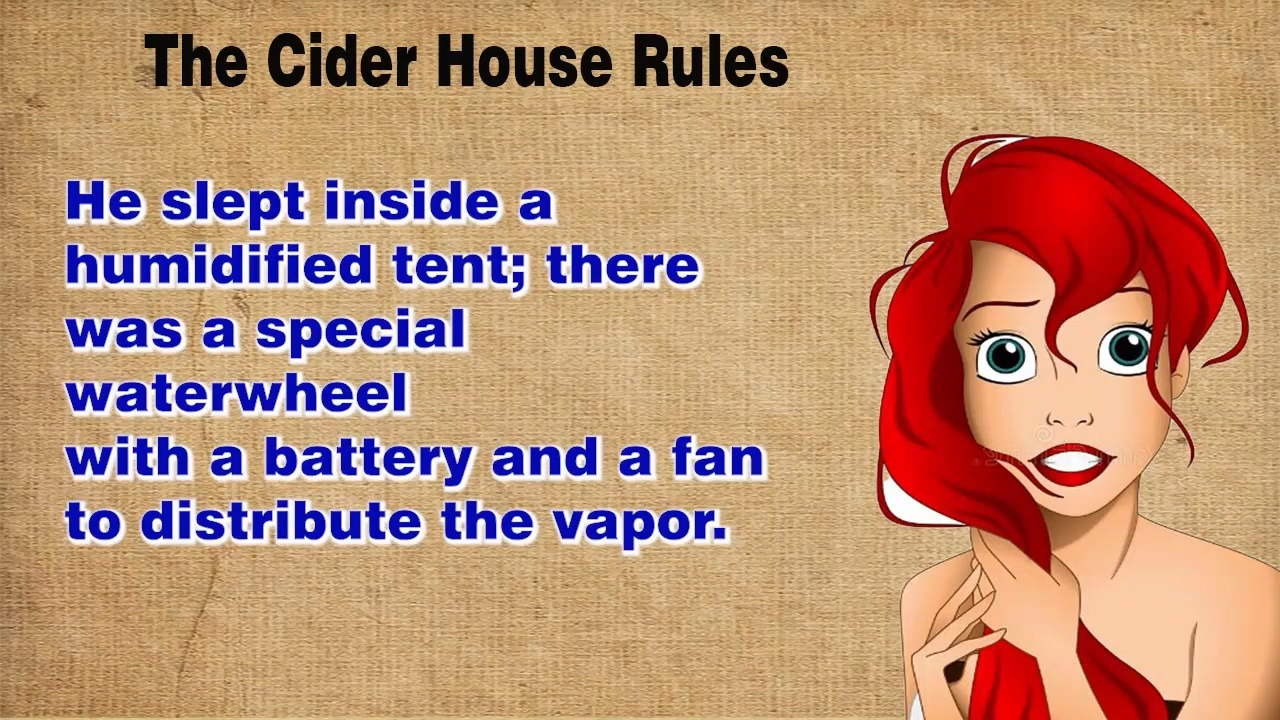 The Cider House Rules
He slept inside a
humidified tent; there
was a special
waterwheel
with a battery and a fan
to distribute the vapor.